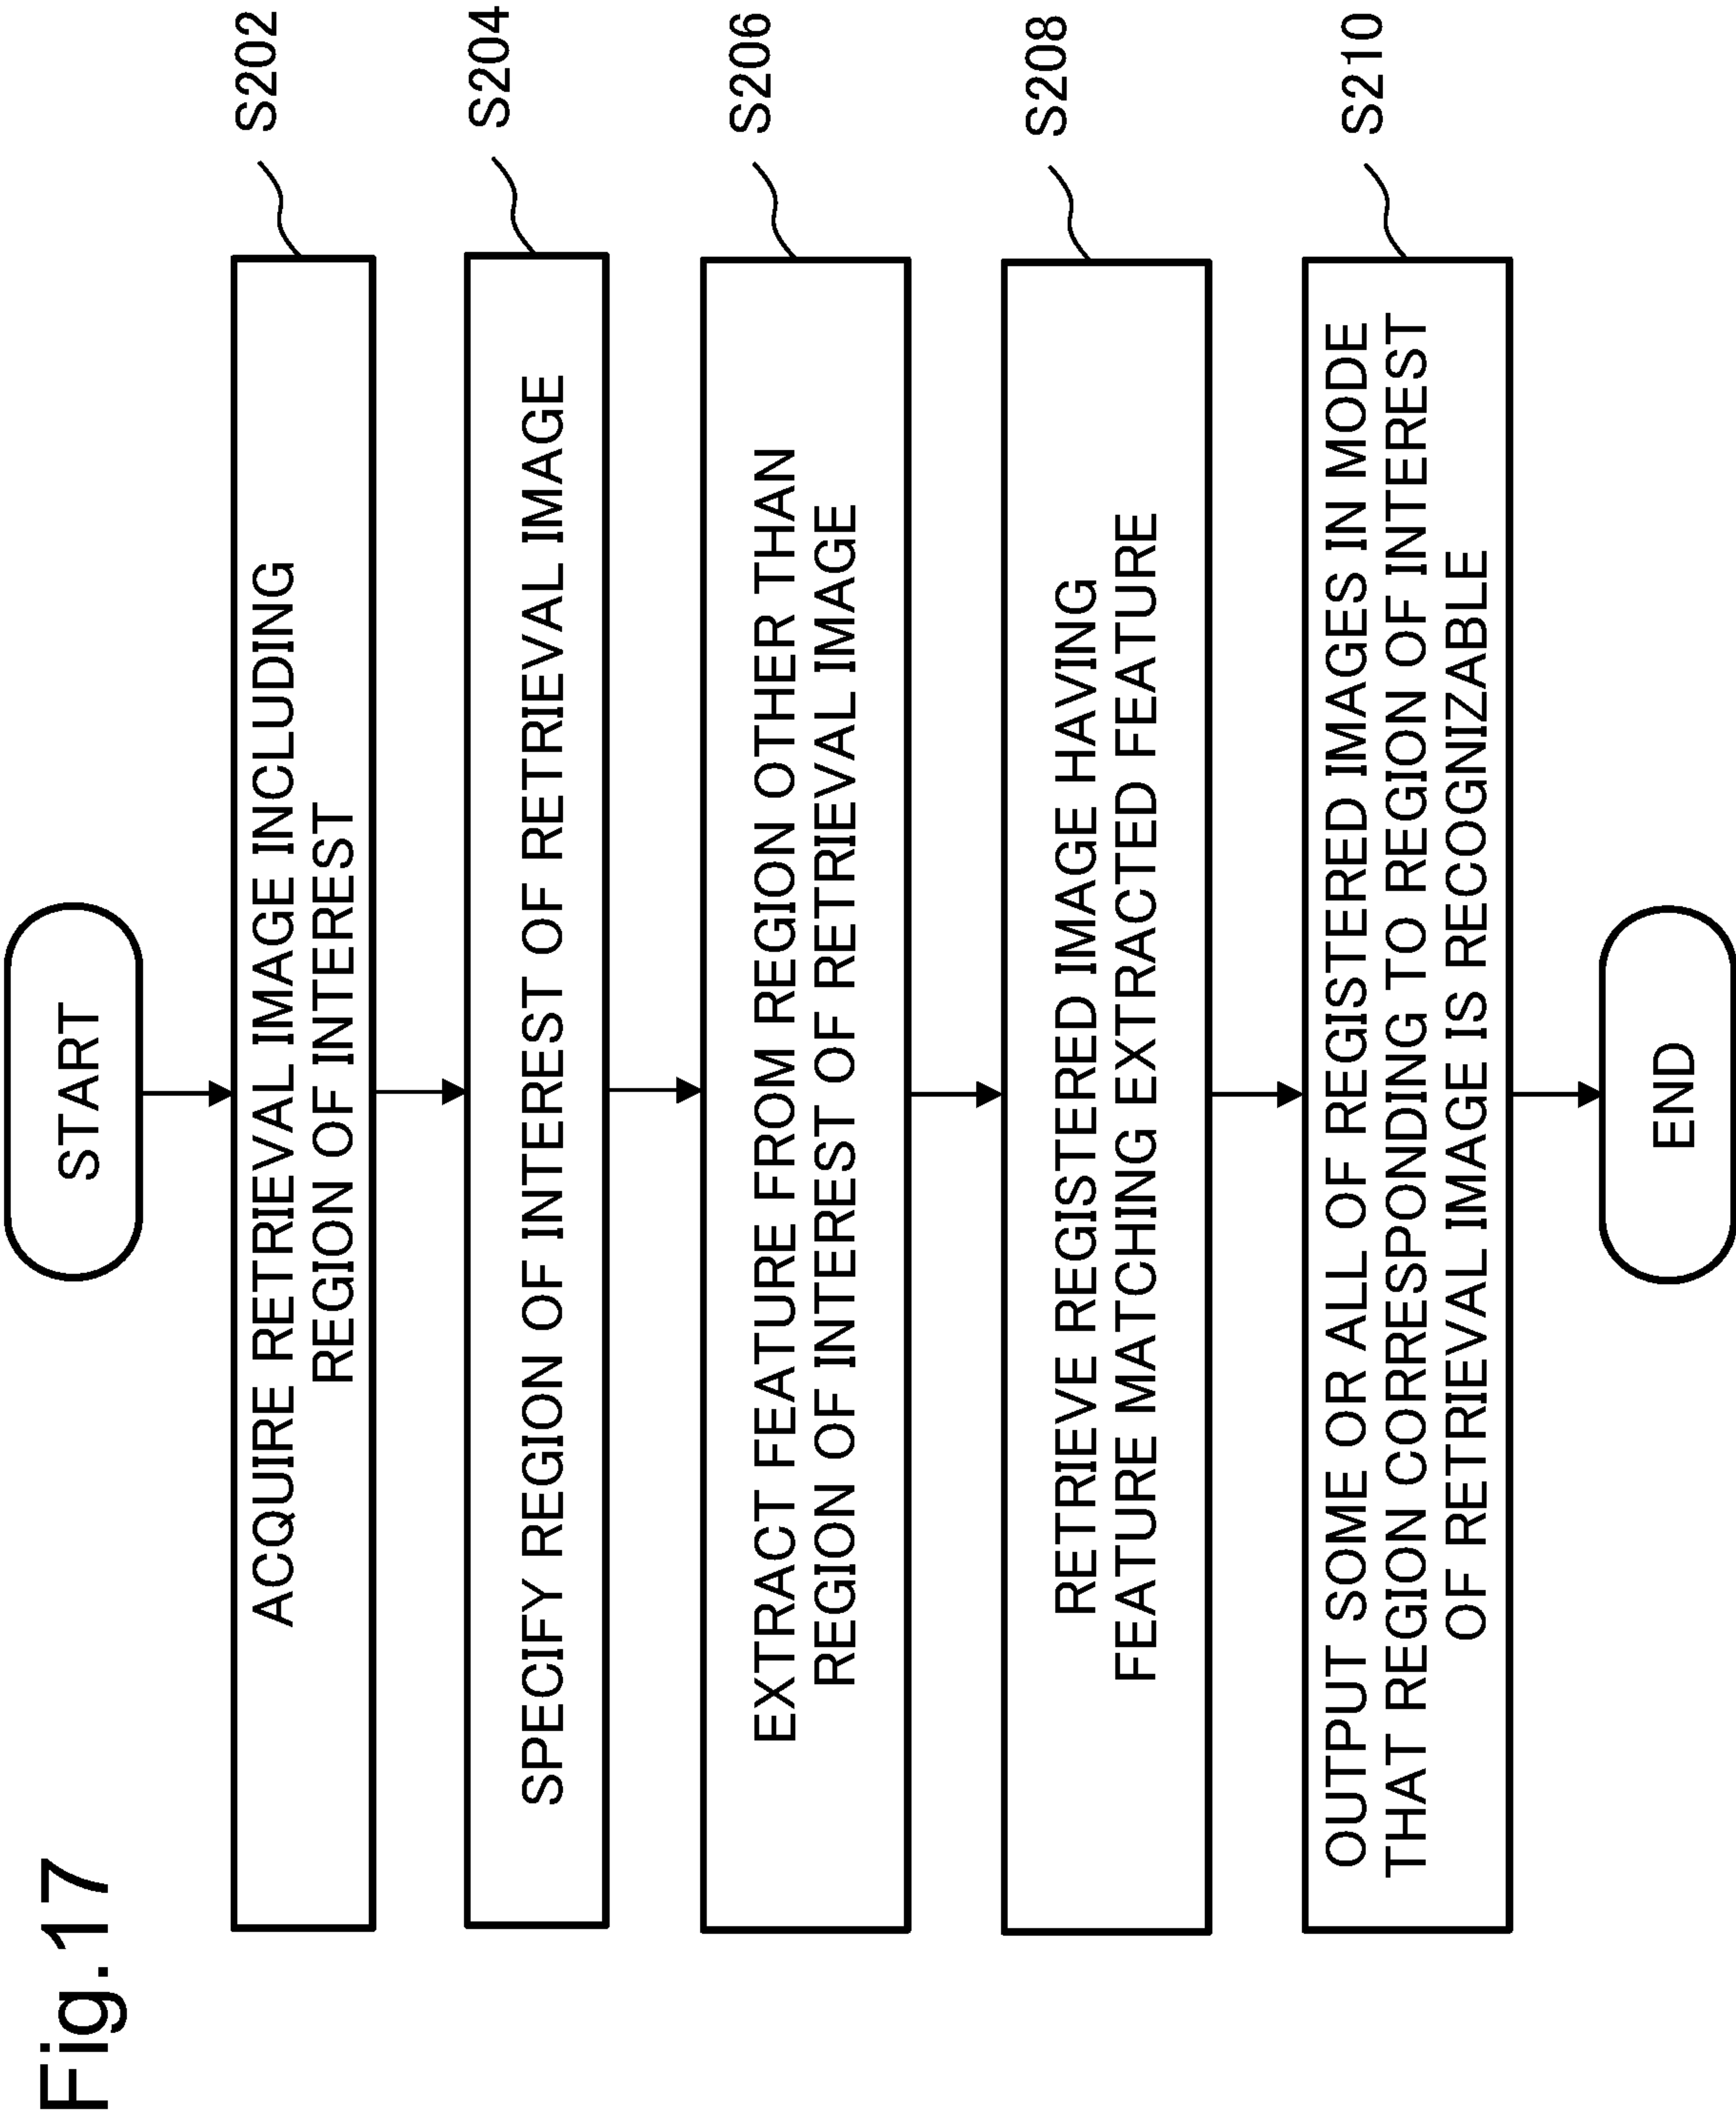 Fig.17
START
ACQUIRE RETRIEVAL IMAGE INCLUDING
REGION OF INTEREST
S202
SPECIFY REGION OF INTEREST OF RETRIEVAL IMAGE
S204
EXTRACT FEATURE FROM REGION OTHER THAN
REGION OF INTEREST OF RETRIEVAL IMAGE
S206
RETRIEVE REGISTERED IMAGE HAVING
FEATURE MATCHING EXTRACTED FEATURE
S208
OUTPUT SOME OR ALL OF REGISTERED IMAGES IN MODE
THAT REGION CORRESPONDING TO REGION OF INTEREST
OF RETRIEVAL IMAGE IS RECOGNIZABLE
S210
END